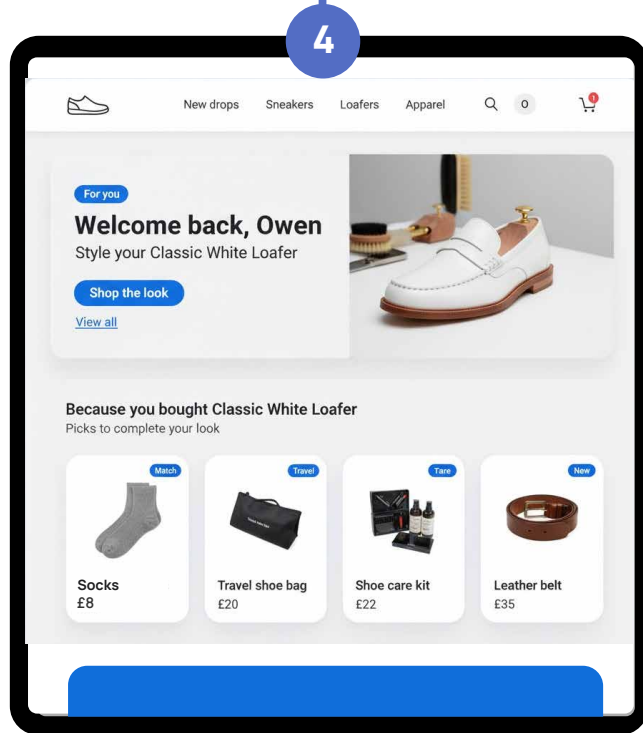 4
New drops Sneakers Loafers Apparel O 1
For you
Welcome back, Owen
Style your Classic White Loafer
Shop the look
View all
Because you bought Classic White Loafer
Picks to complete your look
Match Travel Tare New
Socks Travel shoe bag Shoe care kit Leather belt
£8 £20 £22 £35